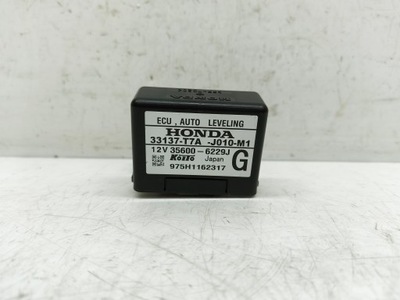 ECU , AUTO LEVELING
HONDA
33137-T7A -J010-M1
12V 35600 - 6229J
KOITO Japan
G
975H1162317